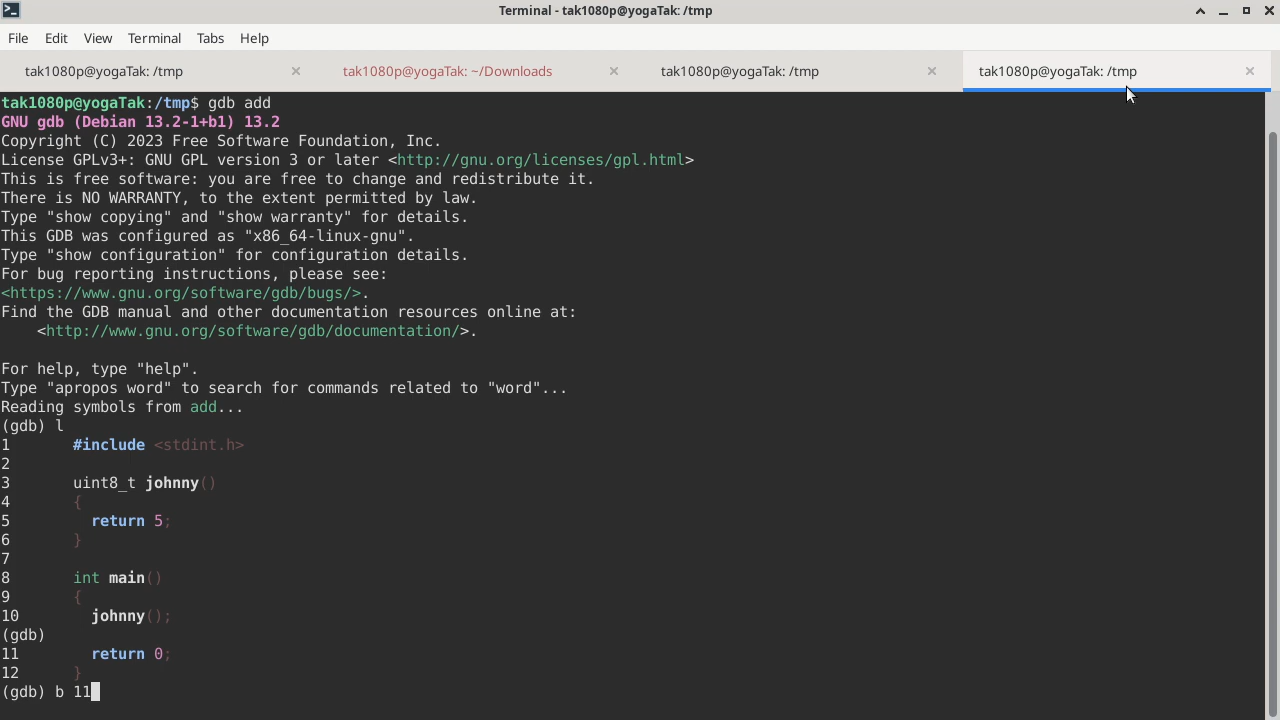 Terminal - tak1080p@yogaTak: /tmp
File Edit View Terminal Tabs Help
tak1080p@yogaTak: /tmp tak1080p@yogaTak: ~/Downloads tak1080p@yogaTak: /tmp tak1080p@yogaTak: /tmp
tak1080p@yogaTak:/tmp$ gdb add
GNU gdb (Debian 13.2-1+b1) 13.2
Copyright (C) 2023 Free Software Foundation, Inc.
License GPLv3+: GNU GPL version 3 or later <http://gnu.org/licenses/gpl.html>
This is free software: you are free to change and redistribute it.
There is NO WARRANTY, to the extent permitted by law.
Type "show copying" and "show warranty" for details.
This GDB was configured as "x86_64-linux-gnu".
Type "show configuration" for configuration details.
For bug reporting instructions, please see:
<https://www.gnu.org/software/gdb/bugs/>.
Find the GDB manual and other documentation resources online at:
    <http://www.gnu.org/software/gdb/documentation/>.
For help, type "help".
Type "apropos word" to search for commands related to "word"...
Reading symbols from add...
(gdb) l
1       #include <stdint.h>
2
3       uint8_t johnny()
4       {
5         return 5;
6       }
7
8       int main()
9       {
10        johnny();
(gdb)
11        return 0;
12      }
(gdb) b 11